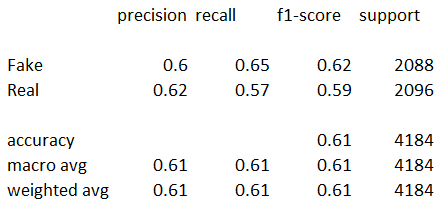 precision recall f1-score support
Fake 0.6 0.65 0.62 2088
Real 0.62 0.57 0.59 2096
accuracy 0.61 4184
macro avg 0.61 0.61 0.61 4184
weighted avg 0.61 0.61 0.61 4184